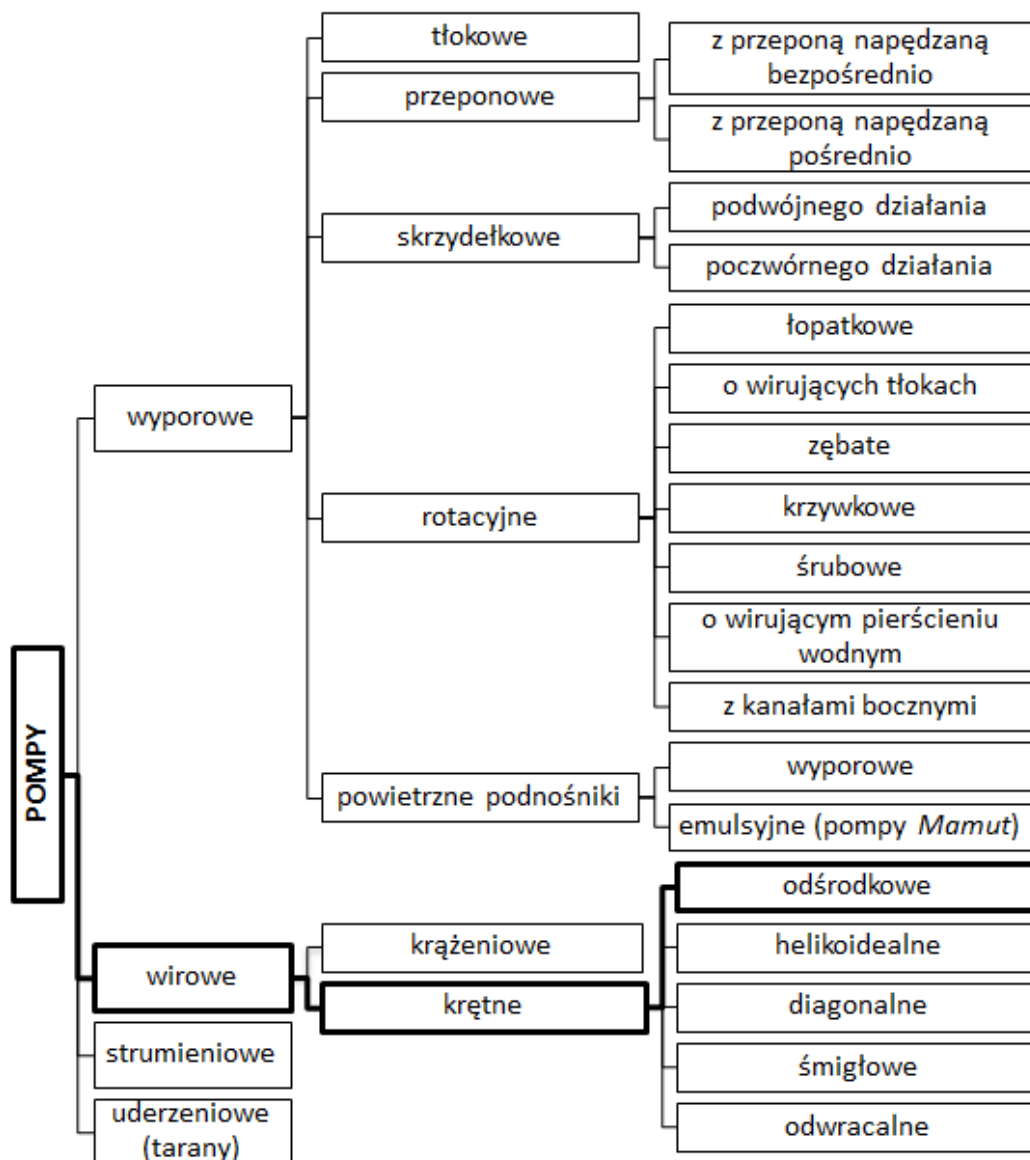 tłokowe
przeponowe
z przeponą napędzaną
bezpośrednio
z przeponą napędzaną
pośrednio
skrzydełkowe
podwójnego działania
poczwórnego działania
wyporowe
rotacyjne
łopatkowe
o wirujących tłokach
zębate
krzywkowe
śrubowe
o wirującym pierścieniu
wodnym
z kanałami bocznymi
powietrzne podnośniki
wyporowe
emulsyjne (pompy Mamut)
POMPY
wirowe
krążeniowe
krętne
odśrodkowe
helikoidealne
diagonalne
śmigłowe
odwracalne
strumieniowe
uderzeniowe
(tarany)